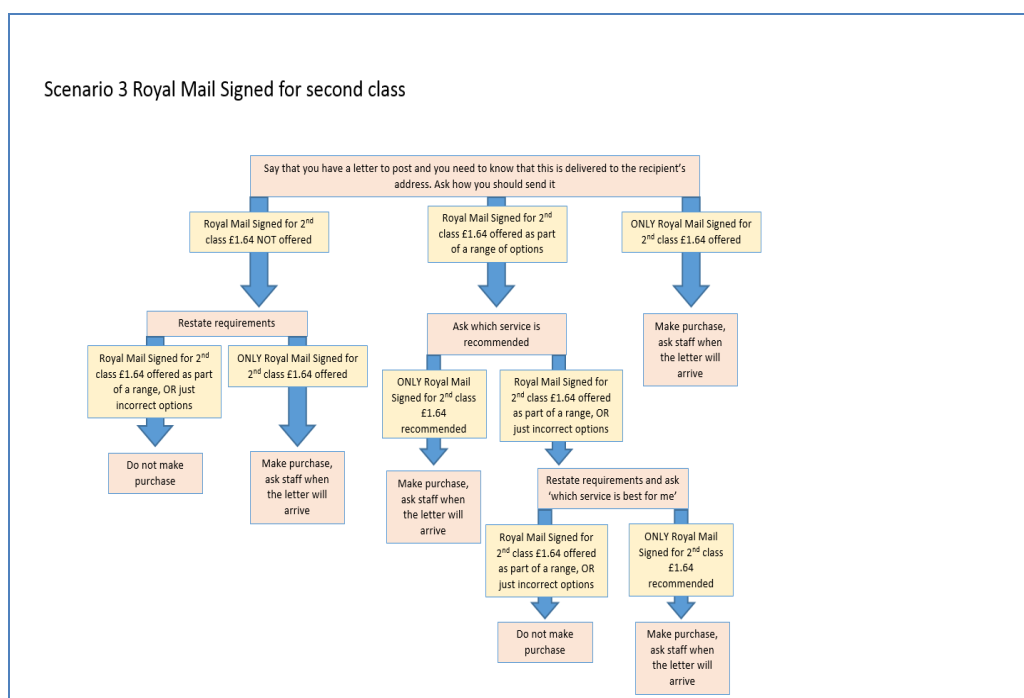 Scenario 3 Royal Mail Signed for second class
Say that you have a letter to post and you need to know that this is delivered to the recipient's
address. Ask how you should send it
Royal Mail Signed for 2nd
class £1.64 NOT offered
Royal Mail Signed for 2nd
class £1.64 offered as part
of a range of options
ONLY Royal Mail Signed for
2nd class £1.64 offered
Restate requirements
Ask which service is
recommended
Make purchase,
ask staff when
the letter will
arrive
Royal Mail Signed for 2nd
class £1.64 offered as part
of a range, OR just
incorrect options
ONLY Royal Mail Signed for
2nd class £1.64 offered
ONLY Royal Mail
Signed for 2nd class
£1.64
recommended
Royal Mail Signed for
2nd class £1.64 offered
as part of a range, OR
just incorrect options
Do not make
purchase
Make purchase,
ask staff when
the letter will
arrive
Make purchase,
ask staff when
the letter will
arrive
Restate requirements and ask
'which service is best for me'
Royal Mail Signed for
2nd class £1.64 offered
as part of a range, OR
just incorrect options
ONLY Royal Mail
Signed for 2nd class
£1.64
recommended
Do not make
purchase
Make purchase,
ask staff when
the letter will
arrive